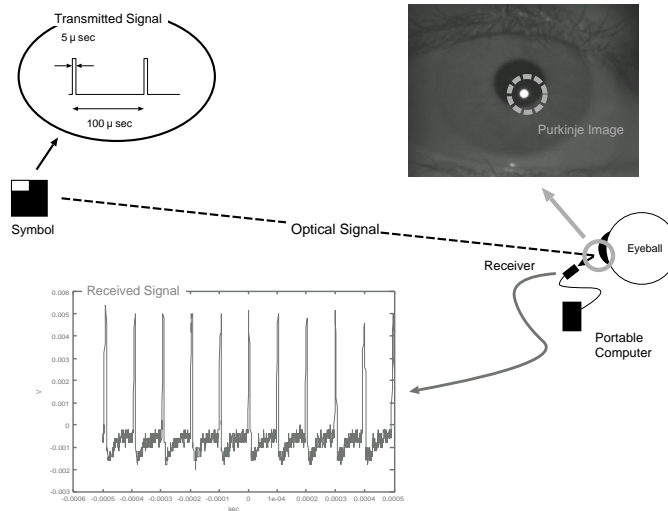 Transmitted Signal
5 μ sec
100 μ sec
Purkinje Image
Symbol
Optical Signal
Eyeball
Receiver
Portable
Computer
Received Signal
0.006
0.005
0.004
0.003
0.002
0.001
0
-0.001
-0.002
-0.003
V
-0.0006 -0.0005 -0.0004 -0.0003 -0.0002 -0.0001 0 1e-04 0.0002 0.0003 0.0004 0.0005
sec